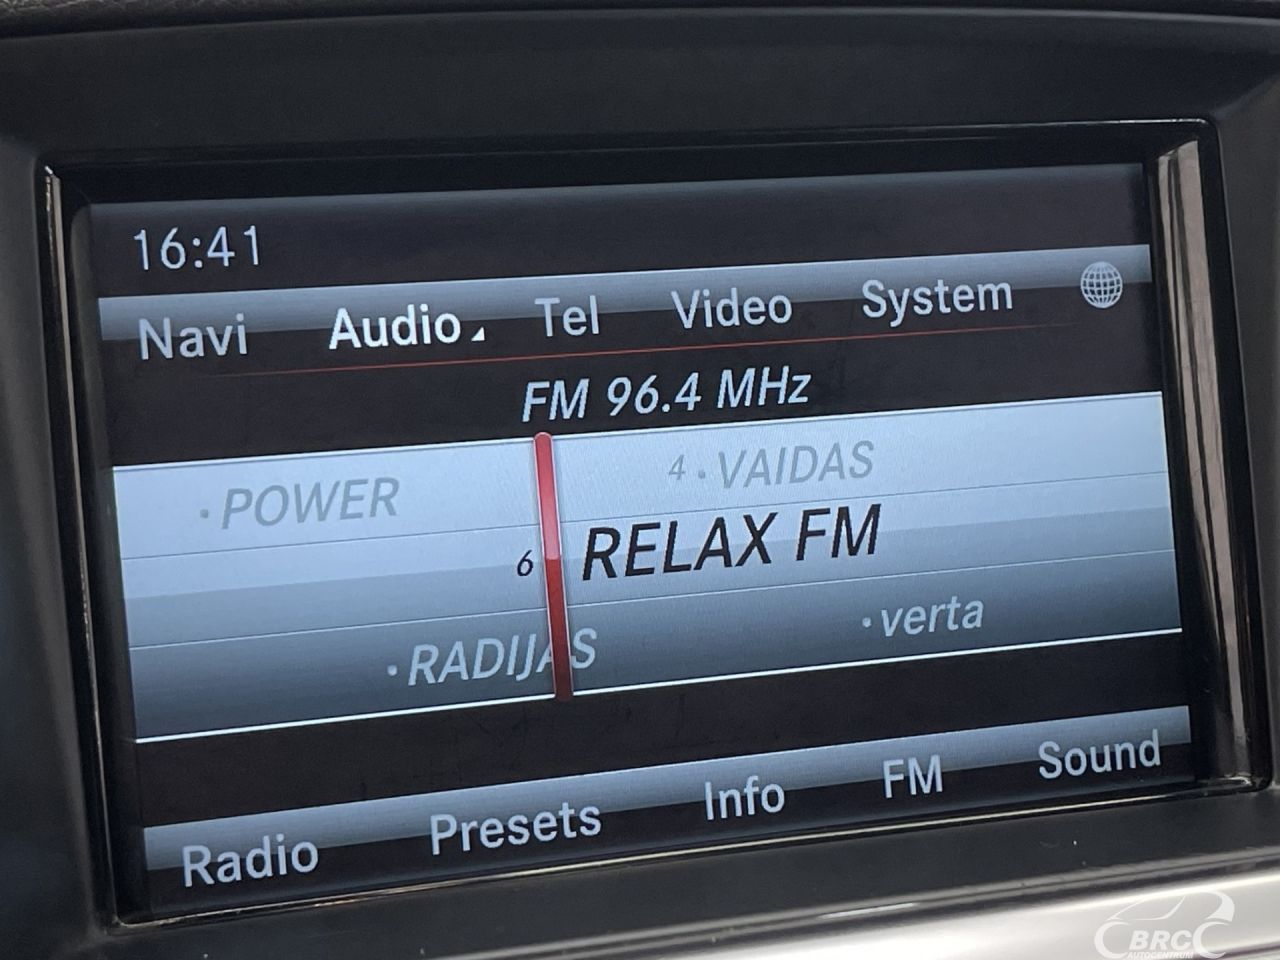 16:41
Navi Audio Tel Video System
FM 96.4 MHz
· POWER 4 · VAIDAS
6 RELAX FM
· RADIJAS · verta
Radio Presets Info FM Sound
BRC
AUTOCENTRUM